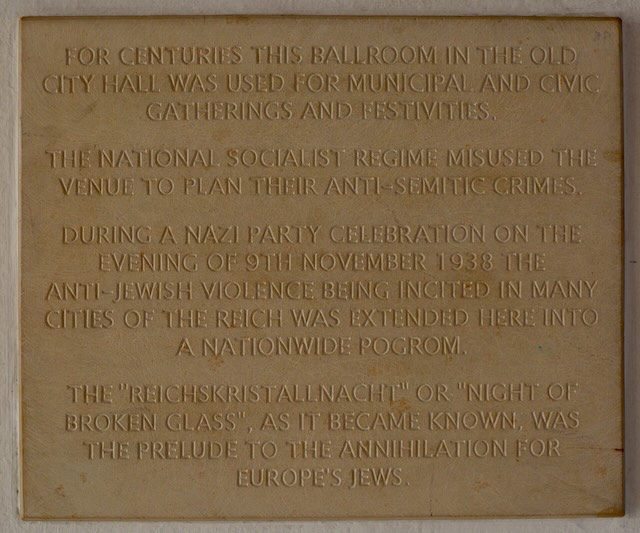 FOR CENTURIES THIS BALLROOM IN THE OLD
CITY HALL WAS USED FOR MUNICIPAL AND CIVIC
GATHERINGS AND FESTIVITIES.
THE NATIONAL SOCIALIST REGIME MISUSED THE
VENUE TO PLAN THEIR ANTI-SEMITIC CRIMES.
DURING A NAZI PARTY CELEBRATION ON THE
EVENING OF 9TH NOVEMBER 1938 THE
ANTI-JEWISH VIOLENCE BEING INCITED IN MANY
CITIES OF THE REICH WAS EXTENDED HERE INTO
A NATIONWIDE POGROM.
THE "REICHSKRISTALLNACHT" OR "NIGHT OF
BROKEN GLASS", AS IT BECAME KNOWN, WAS
THE PRELUDE TO THE ANNIHILATION FOR
EUROPE'S JEWS.